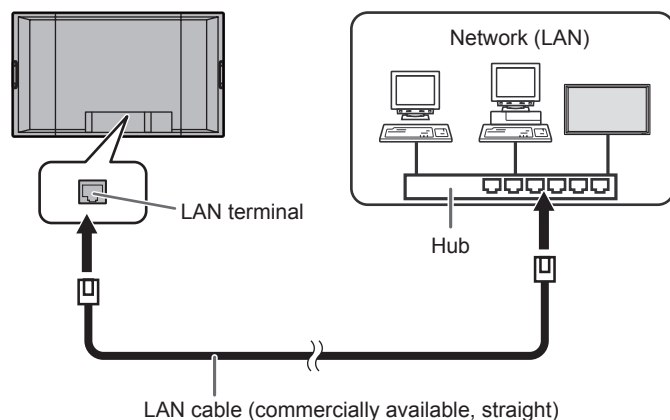 Network (LAN)
LAN terminal
Hub
LAN cable (commercially available, straight)